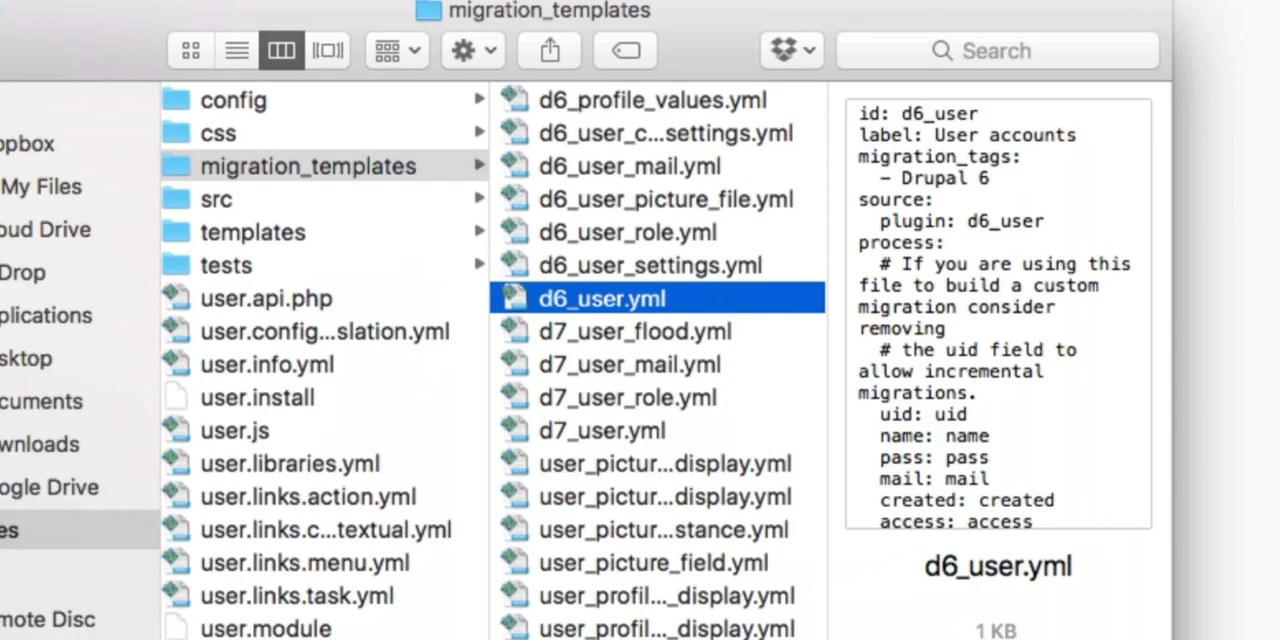 migration_templates
Search
opbox
My Files
oud Drive
Drop
plications
sktop
cuments
wnloads
ogle Drive
es
mote Disc
config
css
migration_templates
src
templates
tests
user.api.php
user.config...slation.yml
user.info.yml
user.install
user.js
user.libraries.yml
user.links.action.yml
user.links.c...textual.yml
user.links.menu.yml
user.links.task.yml
user.module
d6_profile_values.yml
d6_user_c...settings.yml
d6_user_mail.yml
d6_user_picture_file.yml
d6_user_role.yml
d6_user_settings.yml
d6_user.yml
d7_user_flood.yml
d7_user_mail.yml
d7_user_role.yml
d7_user.yml
user_pictur...display.yml
user_pictur...display.yml
user_pictur...stance.yml
user_picture_field.yml
user_profil..._display.yml
user_profil..._display.yml
id: d6_user
label: User accounts
migration_tags:
- Drupal 6
source:
plugin: d6_user
process:
# If you are using this
file to build a custom
migration consider
removing
# the uid field to
allow incremental
migrations.
uid: uid
name: name
pass: pass
mail: mail
created: created
access: access
d6_user.yml
1 KB